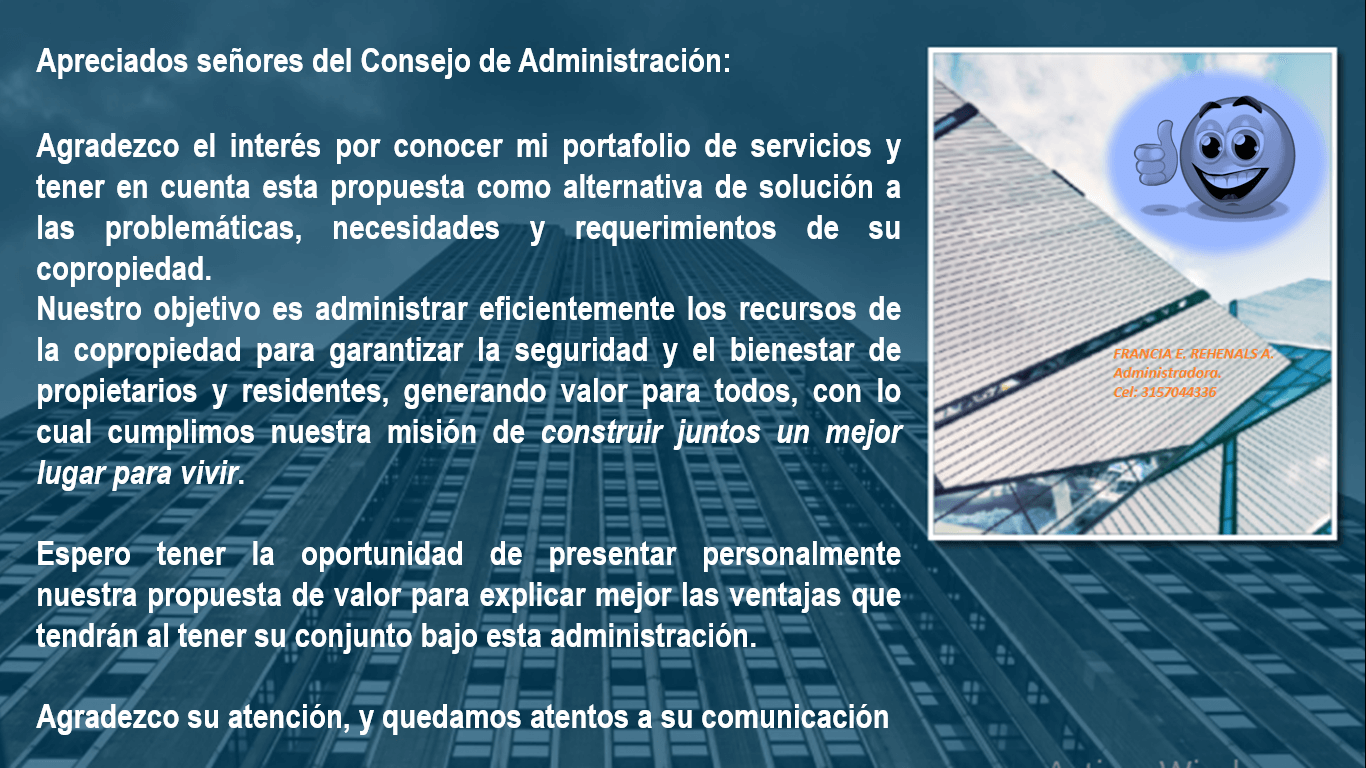 Apreciados señores del Consejo de Administración:
Agradezco el interés por conocer mi portafolio de servicios y
tener en cuenta esta propuesta como alternativa de solución a
las problemáticas, necesidades y requerimientos de su
copropiedad.
Nuestro objetivo es administrar eficientemente los recursos de
la copropiedad para garantizar la seguridad y el bienestar de
propietarios y residentes, generando valor para todos, con lo
cual cumplimos nuestra misión de construir juntos un mejor
lugar para vivir.
Espero tener la oportunidad de presentar personalmente
nuestra propuesta de valor para explicar mejor las ventajas que
tendrán al tener su conjunto bajo esta administración.
Agradezco su atención, y quedamos atentos a su comunicación
FRANCIA E. REHENALS A.
Administradora.
Cel: 3157044336